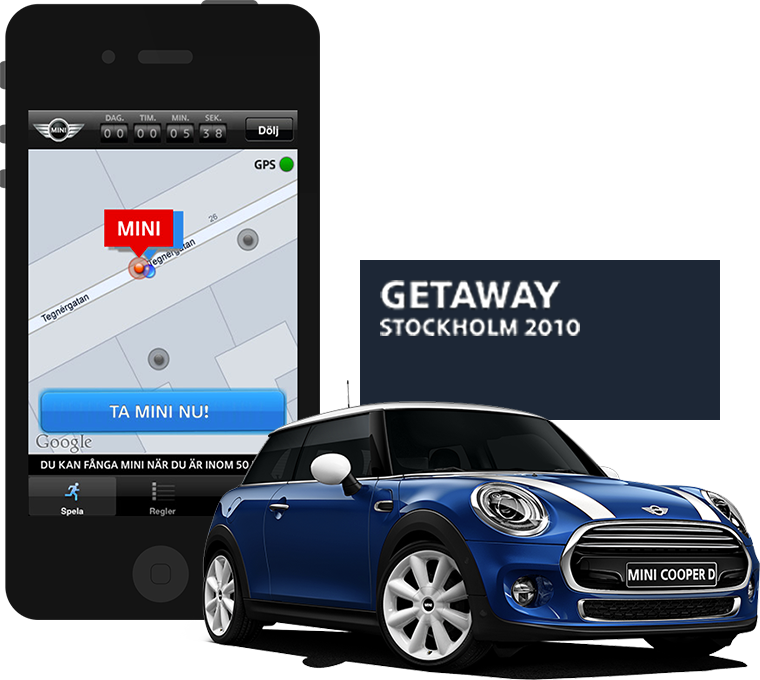 MINI
DAG. TIM. MIN. SEK.
00 00 05 38
Dölj
GPS
MINI
26
Tegnérgatan
Tegnérgatan
TA MINI NU!
Google
DU KAN FÅNGA MINI NÄR DU ÄR INOM 50
Spela
Regler
GETAWAY
STOCKHOLM 2010
MINI COOPER D